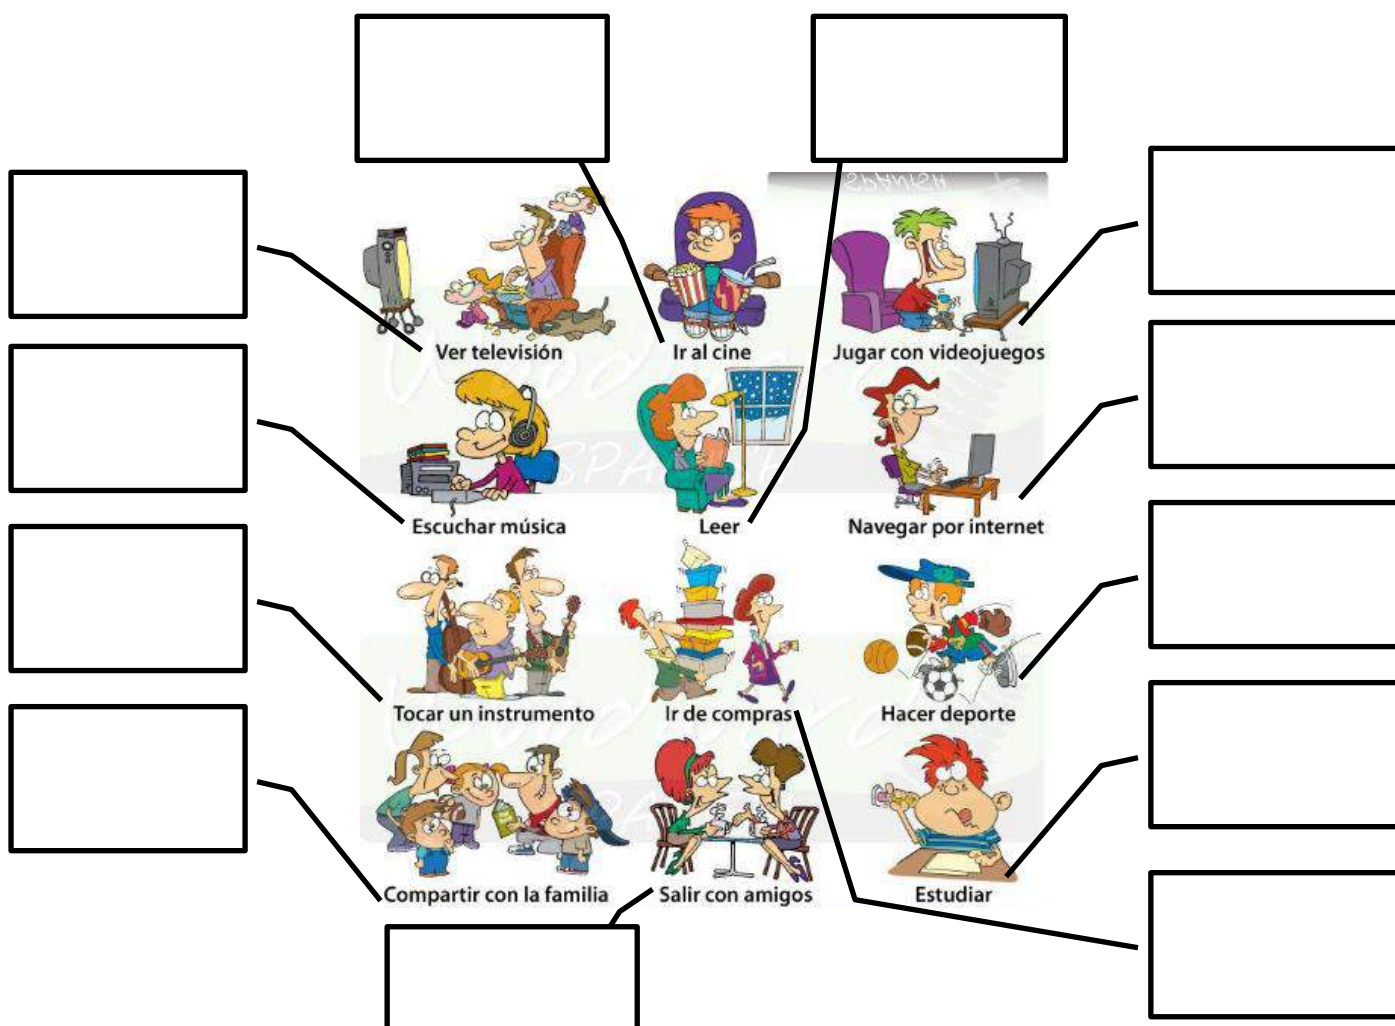 SPANISH
Ver televisión
Ir al cine
Jugar con videojuegos
Escuchar música
Leer
Navegar por internet
Tocar un instrumento
Ir de compras
Hacer deporte
Compartir con la familia
Salir con amigos
Estudiar